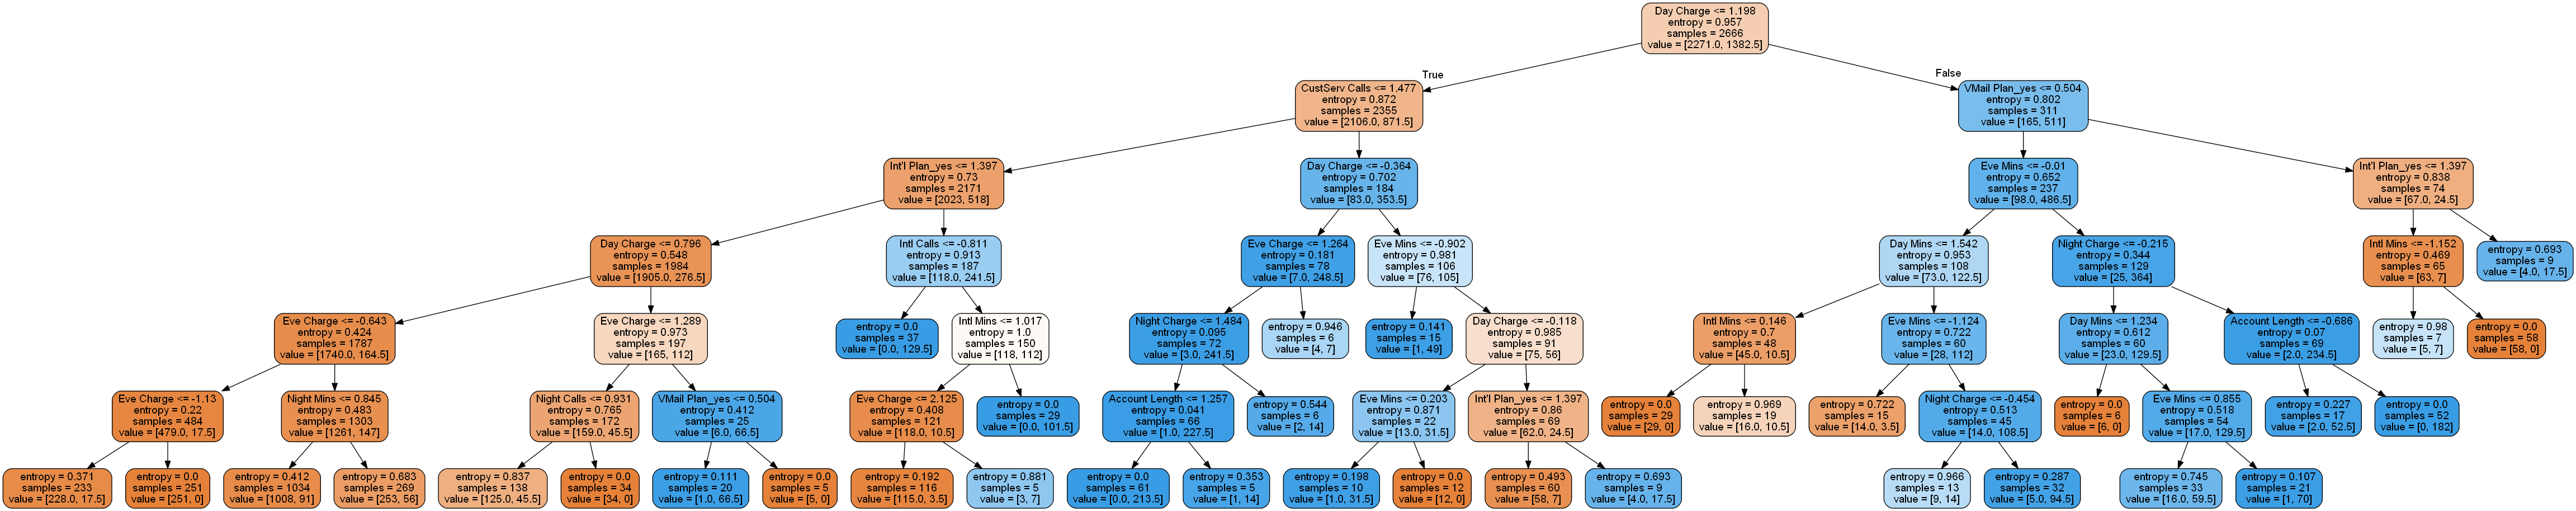 Day Charge <= 1.198
entropy = 0.957
samples = 2666
value = [2271.0, 1382.5]
True
False
CustServ Calls <= 1.477
entropy = 0.872
samples = 2355
value = [2106.0, 871.5]
VMail Plan_yes <= 0.504
entropy = 0.802
samples = 311
value = [165, 511]
Int'l Plan_yes <= 1.397
entropy = 0.73
samples = 2171
value = [2023, 518]
Day Charge <= -0.364
entropy = 0.702
samples = 184
value = [83.0, 353.5]
Eve Mins <= -0.01
entropy = 0.652
samples = 237
value = [98.0, 486.5]
Int'l Plan_yes <= 1.397
entropy = 0.838
samples = 74
value = [67.0, 24.5]
Day Charge <= 0.796
entropy = 0.548
samples = 1984
value = [1905.0, 276.5]
Intl Calls <= -0.811
entropy = 0.913
samples = 187
value = [118.0, 241.5]
Eve Charge <= 1.264
entropy = 0.181
samples = 78
value = [7.0, 248.5]
Eve Mins <= -0.902
entropy = 0.981
samples = 106
value = [76, 105]
Day Mins <= 1.542
entropy = 0.953
samples = 108
value = [73.0, 122.5]
Night Charge <= -0.215
entropy = 0.344
samples = 129
value = [25, 364]
Intl Mins <= -1.152
entropy = 0.469
samples = 65
value = [63, 7]
entropy = 0.693
samples = 9
value = [4.0, 17.5]
Eve Charge <= -0.643
entropy = 0.424
samples = 1787
value = [1740.0, 164.5]
Eve Charge <= 1.289
entropy = 0.973
samples = 197
value = [165, 112]
entropy = 0.0
samples = 37
value = [0.0, 129.5]
Intl Mins <= 1.017
entropy = 1.0
samples = 150
value = [118, 112]
Night Charge <= 1.484
entropy = 0.095
samples = 72
value = [3.0, 241.5]
entropy = 0.946
samples = 6
value = [4, 7]
entropy = 0.141
samples = 15
value = [1, 49]
Day Charge <= -0.118
entropy = 0.985
samples = 91
value = [75, 56]
Intl Mins <= 0.146
entropy = 0.7
samples = 48
value = [45.0, 10.5]
Eve Mins <= -1.124
entropy = 0.722
samples = 60
value = [28, 112]
Day Mins <= 1.234
entropy = 0.612
samples = 60
value = [23.0, 129.5]
Account Length <= -0.686
entropy = 0.07
samples = 69
value = [2.0, 234.5]
entropy = 0.98
samples = 7
value = [5, 7]
entropy = 0.0
samples = 58
value = [58, 0]
Eve Charge <= -1.13
entropy = 0.22
samples = 484
value = [479.0, 17.5]
Night Mins <= 0.845
entropy = 0.483
samples = 1303
value = [1261, 147]
Night Calls <= 0.931
entropy = 0.765
samples = 172
value = [159.0, 45.5]
VMail Plan_yes <= 0.504
entropy = 0.412
samples = 25
value = [6.0, 66.5]
Eve Charge <= 2.125
entropy = 0.408
samples = 121
value = [118.0, 10.5]
entropy = 0.0
samples = 29
value = [0.0, 101.5]
Account Length <= 1.257
entropy = 0.041
samples = 66
value = [1.0, 227.5]
entropy = 0.544
samples = 6
value = [2, 14]
Eve Mins <= 0.203
entropy = 0.871
samples = 22
value = [13.0, 31.5]
Int'l Plan_yes <= 1.397
entropy = 0.86
samples = 69
value = [62.0, 24.5]
entropy = 0.0
samples = 29
value = [29, 0]
entropy = 0.969
samples = 19
value = [16.0, 10.5]
entropy = 0.722
samples = 15
value = [14.0, 3.5]
Night Charge <= -0.454
entropy = 0.513
samples = 45
value = [14.0, 108.5]
entropy = 0.0
samples = 6
value = [6, 0]
Eve Mins <= 0.855
entropy = 0.518
samples = 54
value = [17.0, 129.5]
entropy = 0.227
samples = 17
value = [2.0, 52.5]
entropy = 0.0
samples = 52
value = [0, 182]
entropy = 0.371
samples = 233
value = [228.0, 17.5]
entropy = 0.0
samples = 251
value = [251, 0]
entropy = 0.412
samples = 1034
value = [1008, 91]
entropy = 0.683
samples = 269
value = [253, 56]
entropy = 0.837
samples = 138
value = [125.0, 45.5]
entropy = 0.0
samples = 34
value = [34, 0]
entropy = 0.111
samples = 20
value = [1.0, 66.5]
entropy = 0.0
samples = 5
value = [5, 0]
entropy = 0.192
samples = 116
value = [115.0, 3.5]
entropy = 0.881
samples = 5
value = [3, 7]
entropy = 0.0
samples = 61
value = [0.0, 213.5]
entropy = 0.353
samples = 5
value = [1, 14]
entropy = 0.198
samples = 10
value = [1.0, 31.5]
entropy = 0.0
samples = 12
value = [12, 0]
entropy = 0.493
samples = 60
value = [58, 7]
entropy = 0.693
samples = 9
value = [4.0, 17.5]
entropy = 0.966
samples = 13
value = [9, 14]
entropy = 0.287
samples = 32
value = [5.0, 94.5]
entropy = 0.745
samples = 33
value = [16.0, 59.5]
entropy = 0.107
samples = 21
value = [1, 70]